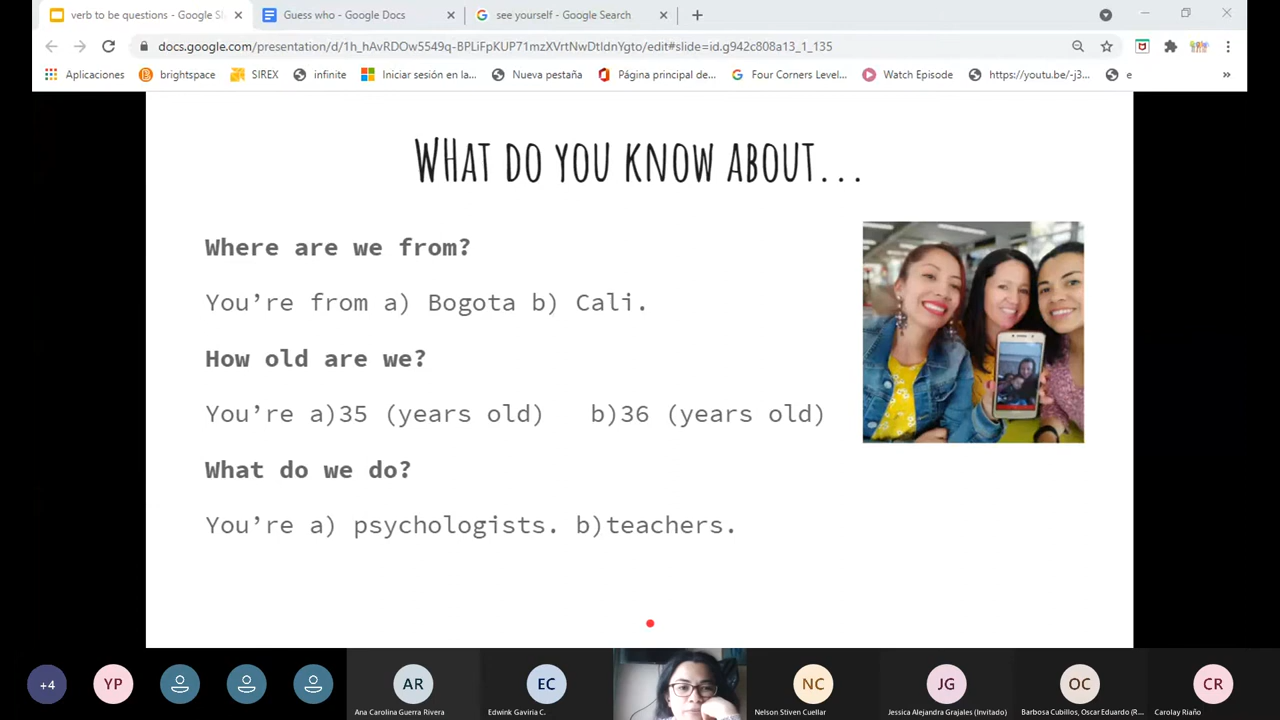 verb to be questions - Google Sl
Guess who - Google Docs
see yourself - Google Search
docs.google.com/presentation/d/1h_hAvRDOw5549q-BPLiFpKUP71mzXVrtNwDtIdnYgto/edit#slide=id.g942c808a13_1_135
Aplicaciones
brightspace
SIREX
infinite
Iniciar sesión en la...
Nueva pestaña
Página principal de...
Four Corners Level...
Watch Episode
https://youtu.be/-j3...
e
»
WHAT DO YOU KNOW ABOUT...
Where are we from?
You’re from a) Bogota b) Cali.
How old are we?
You’re a)35 (years old) b)36 (years old)
What do we do?
You’re a) psychologists. b)teachers.
+4
YP
AR
EC
NC
JG
OC
CR
Ana Carolina Guerra Rivera
Edwink Gaviria C.
Nelson Stiven Cuellar
Jessica Alejandra Grajales (Invitado)
Barbosa Cubillos, Oscar Eduardo (R...
Carolay Riaño